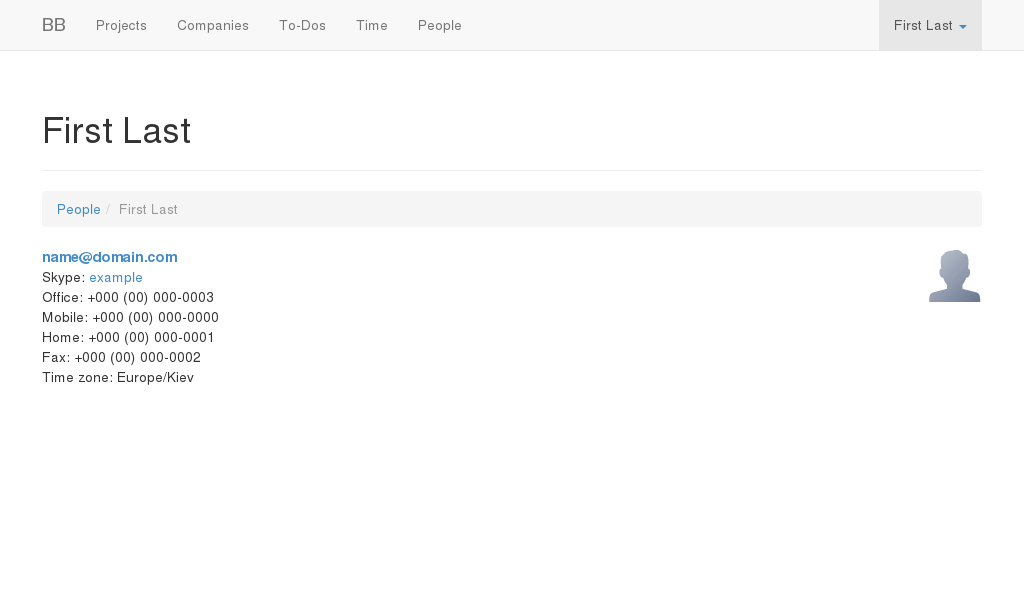 BB Projects Companies To-Dos Time People First Last
First Last
People / First Last
name@domain.com
Skype: example
Office: +000 (00) 000-0003
Mobile: +000 (00) 000-0000
Home: +000 (00) 000-0001
Fax: +000 (00) 000-0002
Time zone: Europe/Kiev